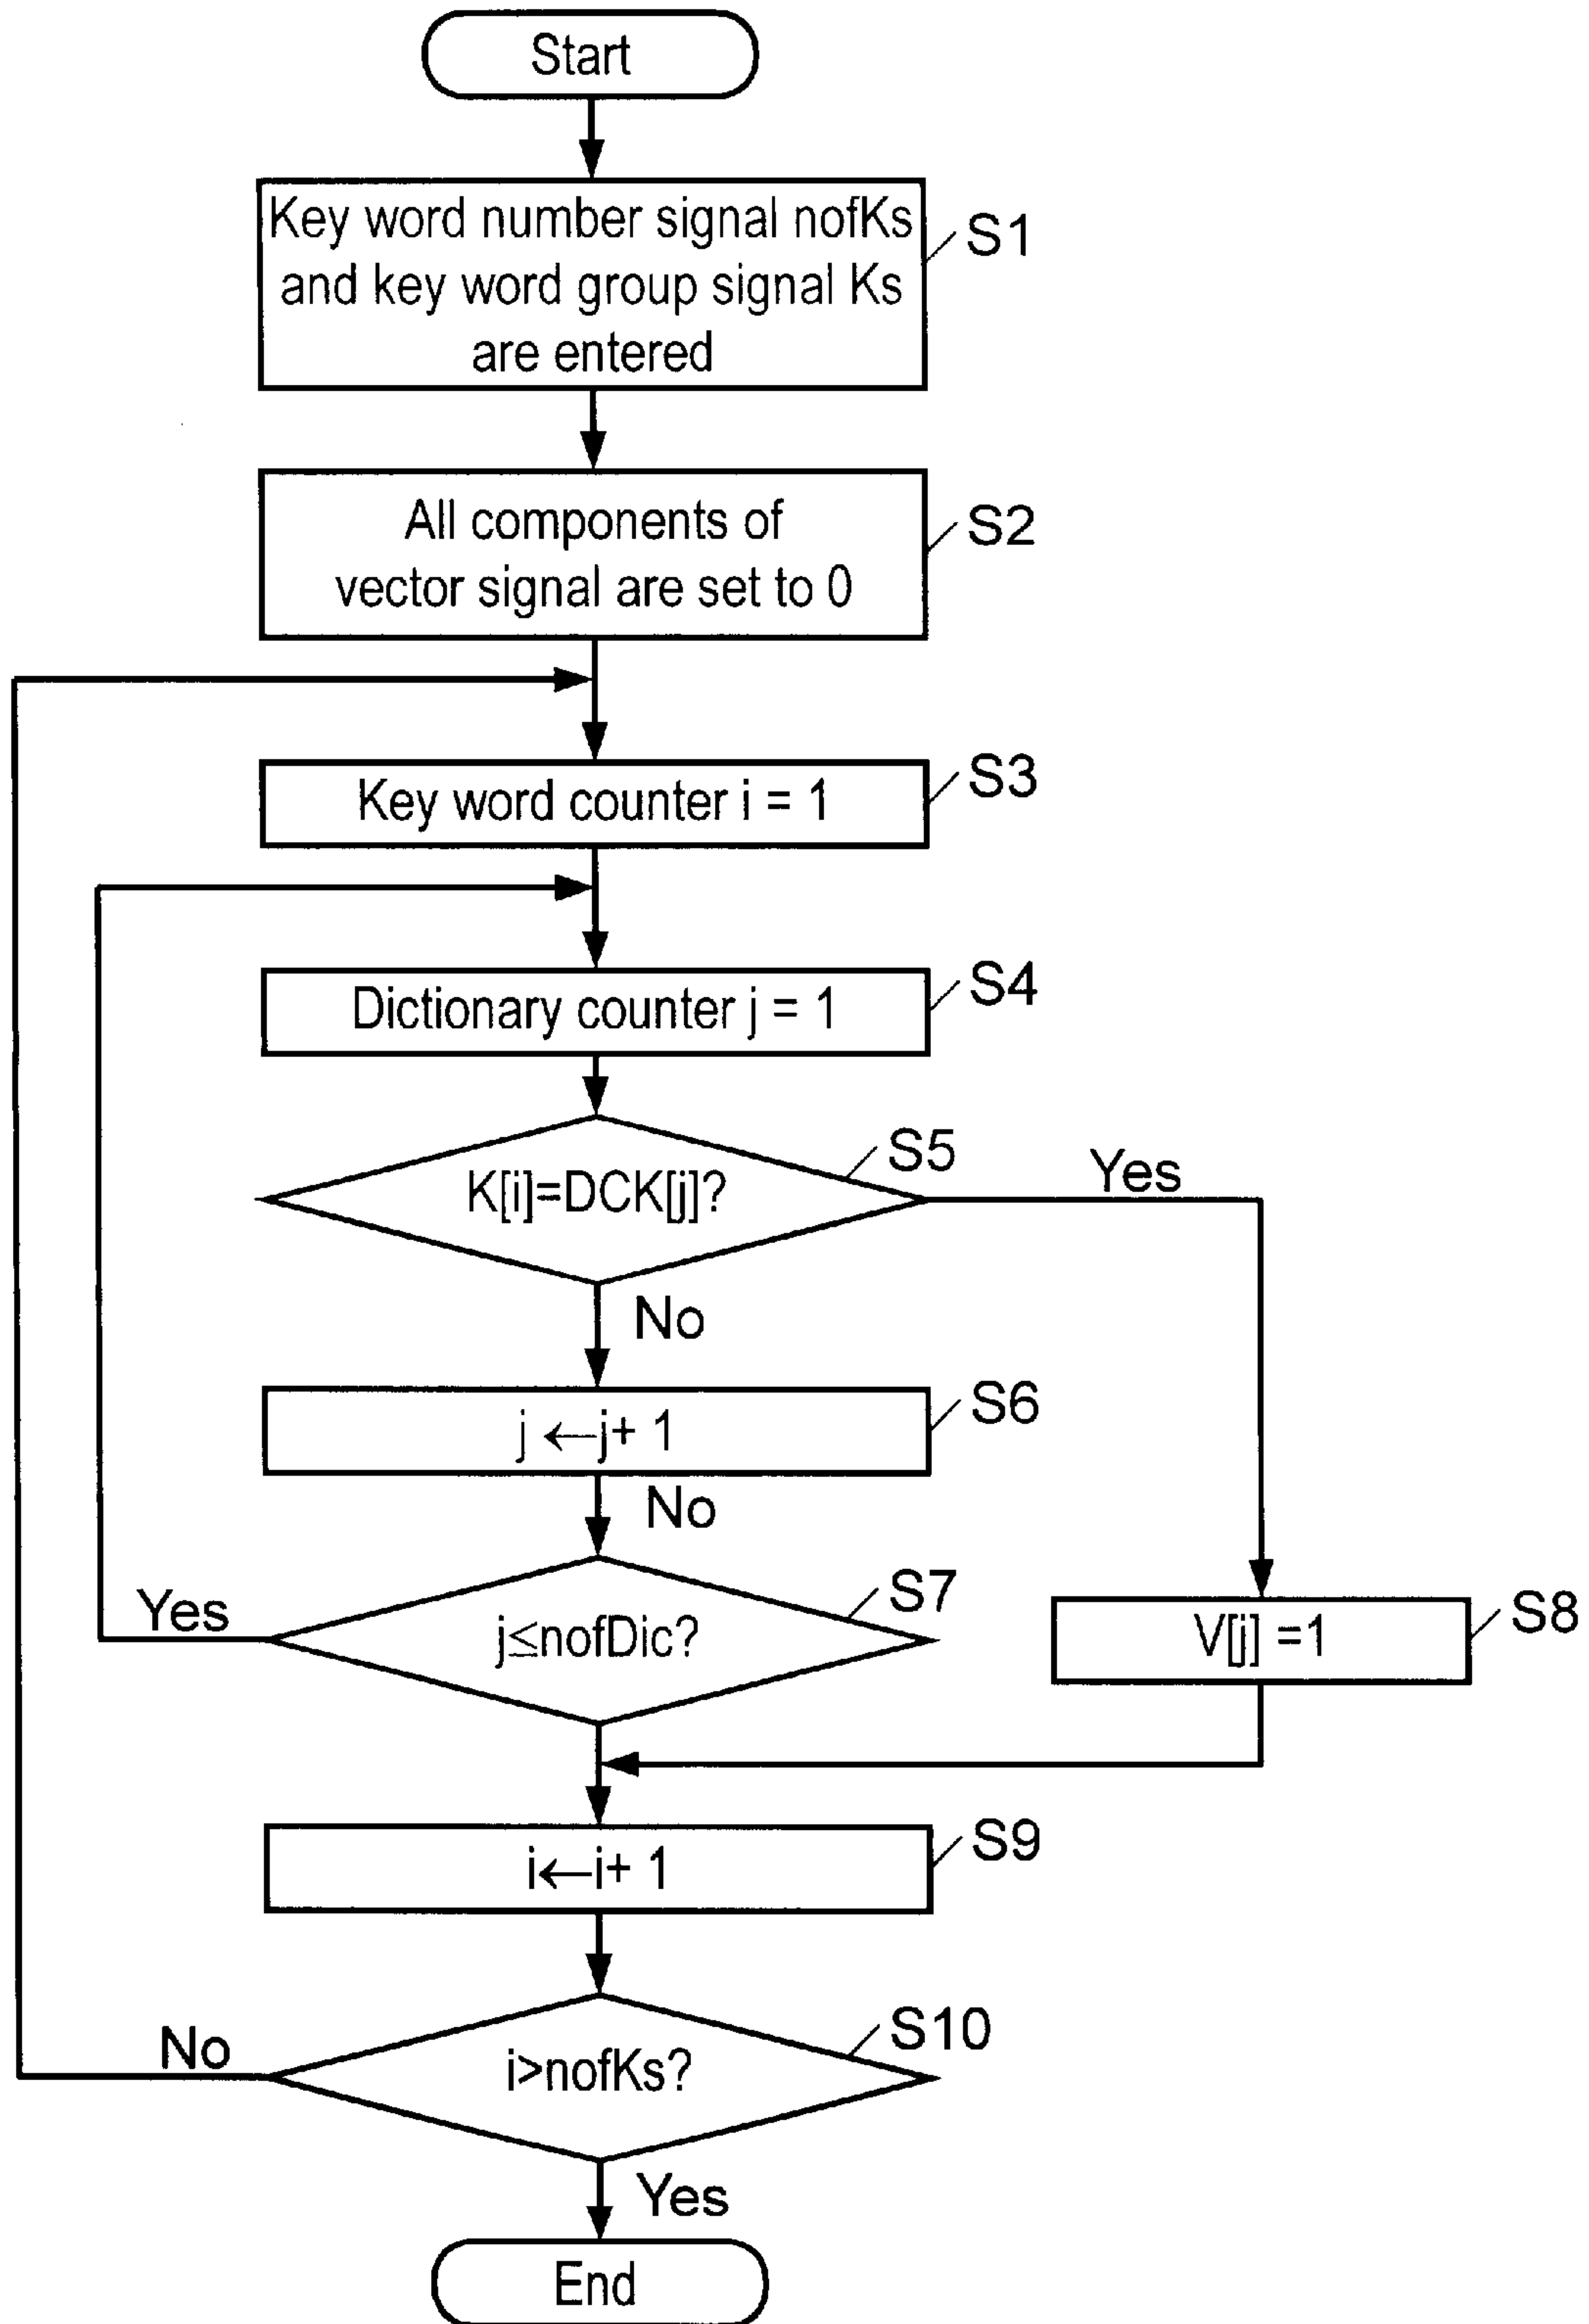 Start
Key word number signal nofKs
and key word group signal Ks
are entered
S1
All components of
vector signal are set to 0
S2
Key word counter i = 1
S3
Dictionary counter j = 1
S4
K[i]=DCK[j]?
S5
Yes
No
j ←j+ 1
S6
No
j≤nofDic?
S7
Yes
V[j] =1
S8
i←i+ 1
S9
i>nofKs?
S10
No
Yes
End